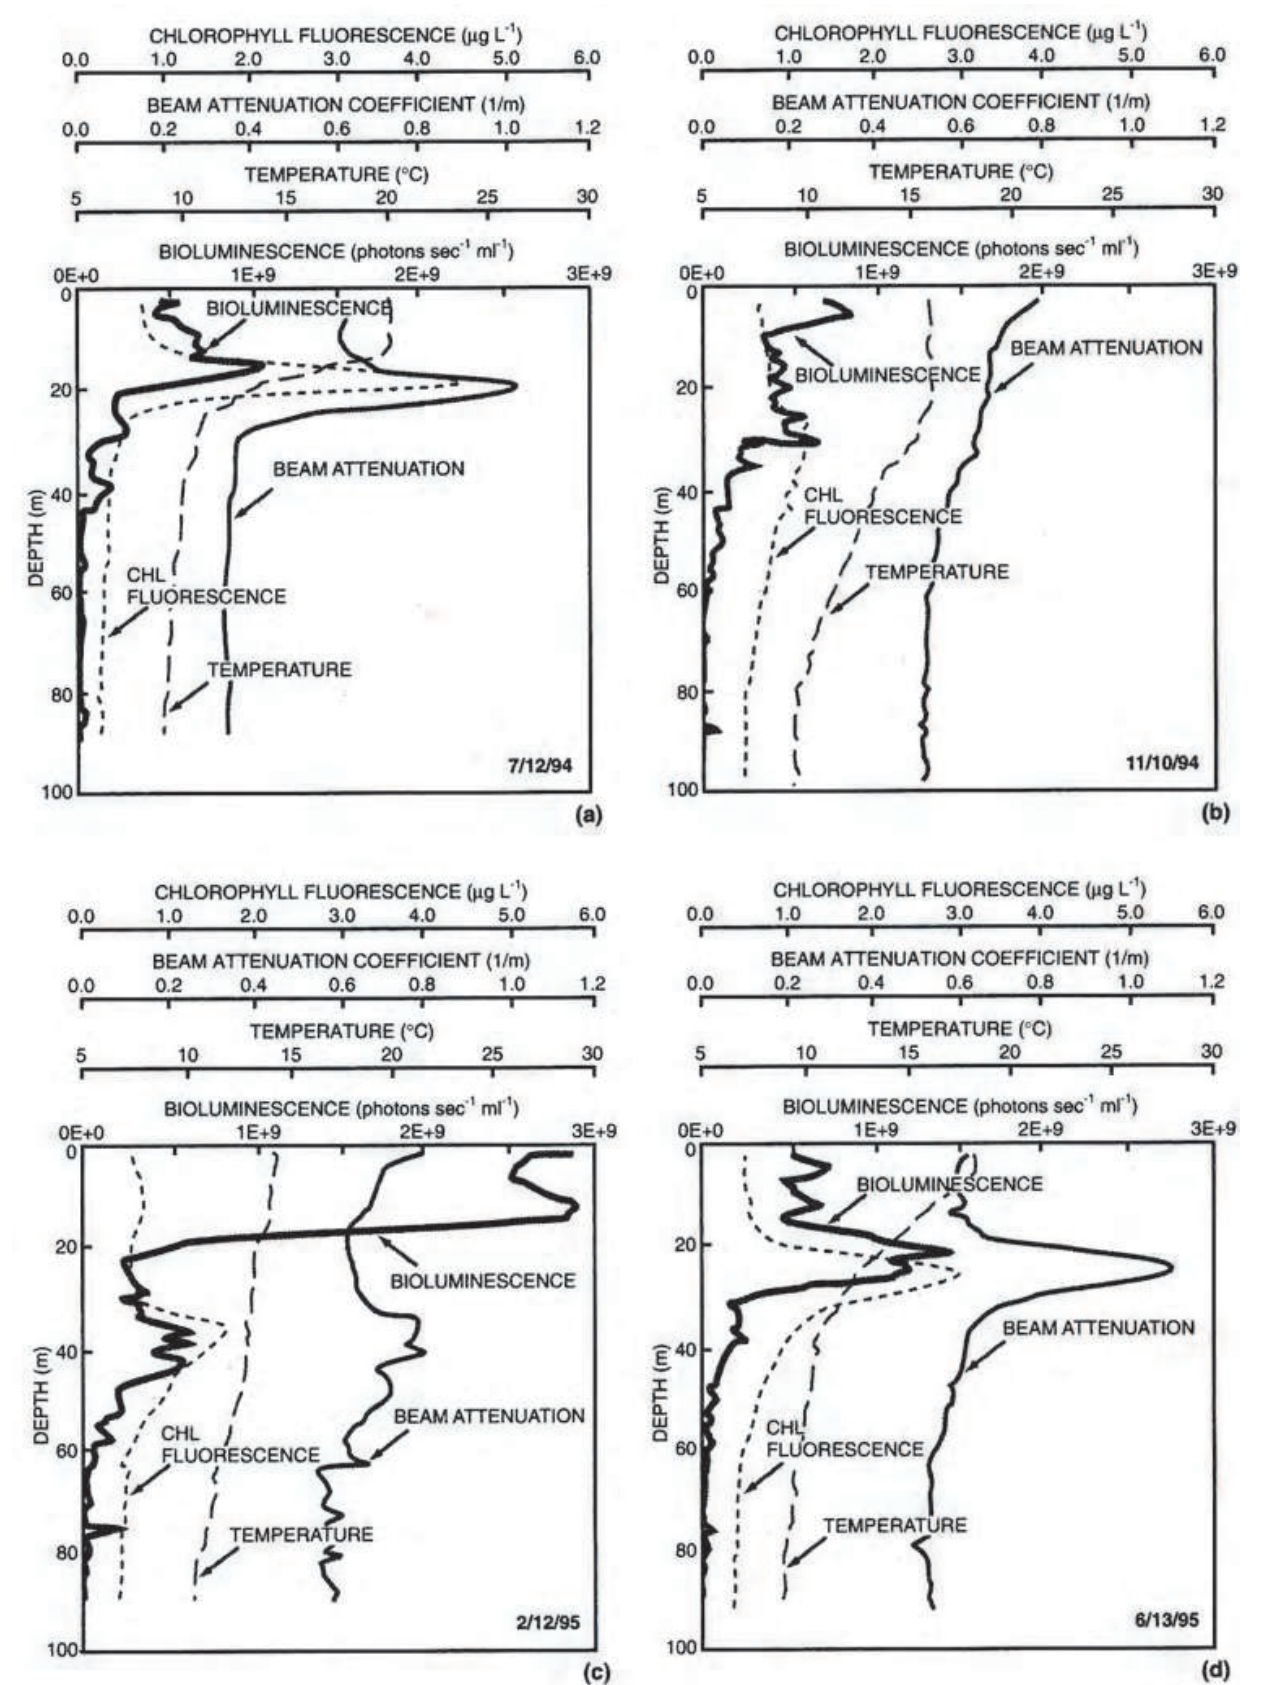 CHLOROPHYLL FLUORESCENCE (µg L⁻¹)
0.0 1.0 2.0 3.0 4.0 5.0 6.0
BEAM ATTENUATION COEFFICIENT (1/m)
0.0 0.2 0.4 0.6 0.8 1.0 1.2
TEMPERATURE (°C)
5 10 15 20 25 30
BIOLUMINESCENCE (photons sec⁻¹ ml⁻¹)
0E+0 1E+9 2E+9 3E+9
0
BIOLUMINESCENCE
20
BEAM ATTENUATION
40
DEPTH (m)
CHL
FLUORESCENCE
60
TEMPERATURE
80
7/12/94
100
(a)
CHLOROPHYLL FLUORESCENCE (µg L⁻¹)
0.0 1.0 2.0 3.0 4.0 5.0 6.0
BEAM ATTENUATION COEFFICIENT (1/m)
0.0 0.2 0.4 0.6 0.8 1.0 1.2
TEMPERATURE (°C)
5 10 15 20 25 30
BIOLUMINESCENCE (photons sec⁻¹ ml⁻¹)
0E+0 1E+9 2E+9 3E+9
0
BEAM ATTENUATION
BIOLUMINESCENCE
20
40
CHL
FLUORESCENCE
DEPTH (m)
TEMPERATURE
60
80
11/10/94
100
(b)
CHLOROPHYLL FLUORESCENCE (µg L⁻¹)
0.0 1.0 2.0 3.0 4.0 5.0 6.0
BEAM ATTENUATION COEFFICIENT (1/m)
0.0 0.2 0.4 0.6 0.8 1.0 1.2
TEMPERATURE (°C)
5 10 15 20 25 30
BIOLUMINESCENCE (photons sec⁻¹ ml⁻¹)
0E+0 1E+9 2E+9 3E+9
0
20
BIOLUMINESCENCE
40
DEPTH (m)
BEAM ATTENUATION
CHL
FLUORESCENCE
60
TEMPERATURE
80
2/12/95
100
(c)
CHLOROPHYLL FLUORESCENCE (µg L⁻¹)
0.0 1.0 2.0 3.0 4.0 5.0 6.0
BEAM ATTENUATION COEFFICIENT (1/m)
0.0 0.2 0.4 0.6 0.8 1.0 1.2
TEMPERATURE (°C)
5 10 15 20 25 30
BIOLUMINESCENCE (photons sec⁻¹ ml⁻¹)
0E+0 1E+9 2E+9 3E+9
0
BIOLUMINESCENCE
20
BEAM ATTENUATION
40
DEPTH (m)
CHL
FLUORESCENCE
60
TEMPERATURE
80
6/13/95
100
(d)